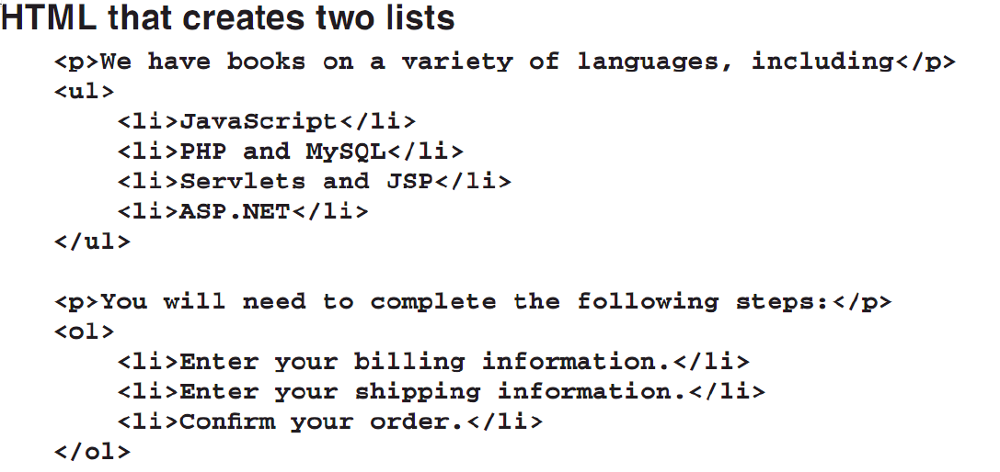 HTML that creates two lists
<p>We have books on a variety of languages, including</p>
<ul>
<li>JavaScript</li>
<li>PHP and MySQL</li>
<li>Servlets and JSP</li>
<li>ASP.NET</li>
</ul>
<p>You will need to complete the following steps:</p>
<ol>
<li>Enter your billing information.</li>
<li>Enter your shipping information.</li>
<li>Confirm your order.</li>
</ol>